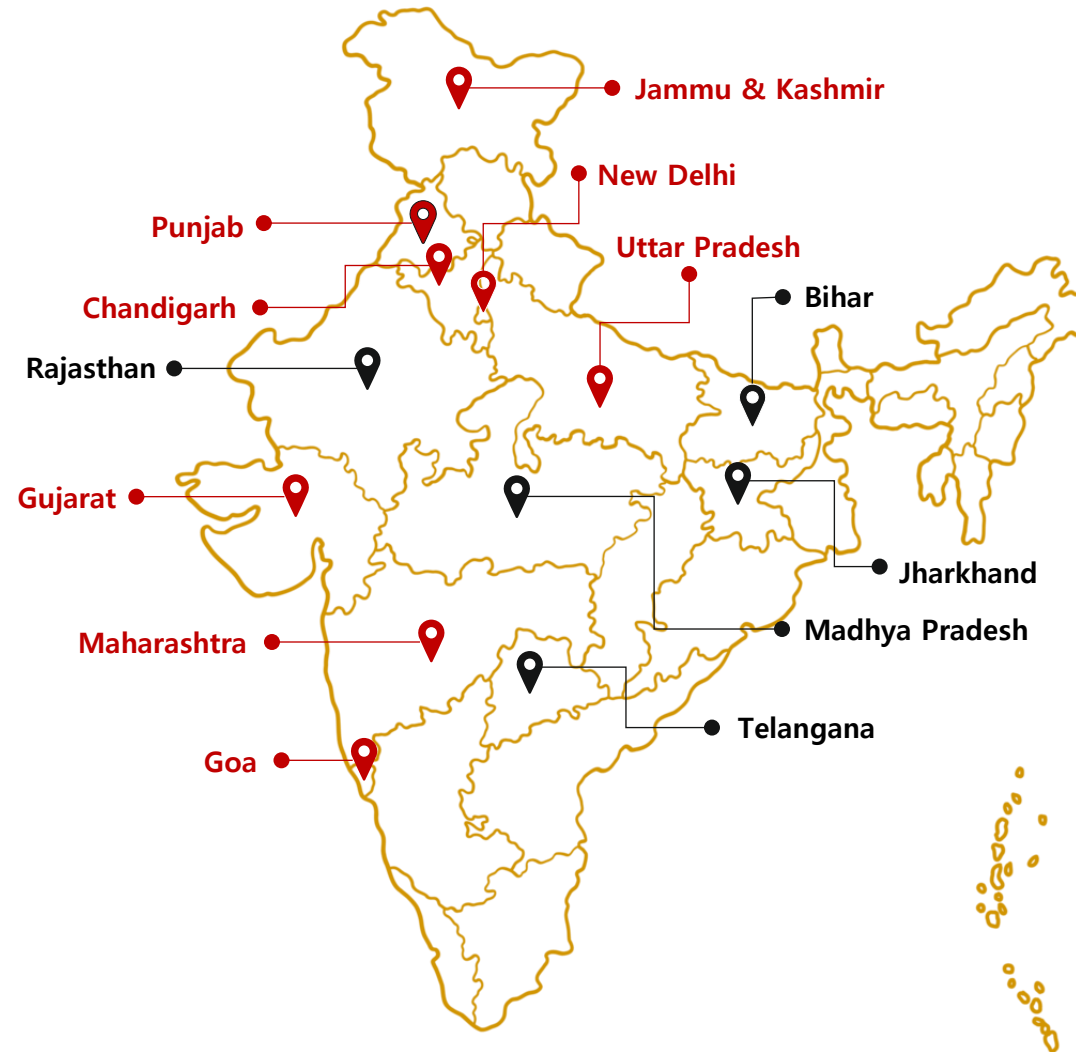 Jammu & Kashmir
New Delhi
Punjab
Uttar Pradesh
Bihar
Chandigarh
Rajasthan
Gujarat
Jharkhand
Madhya Pradesh
Maharashtra
Telangana
Goa